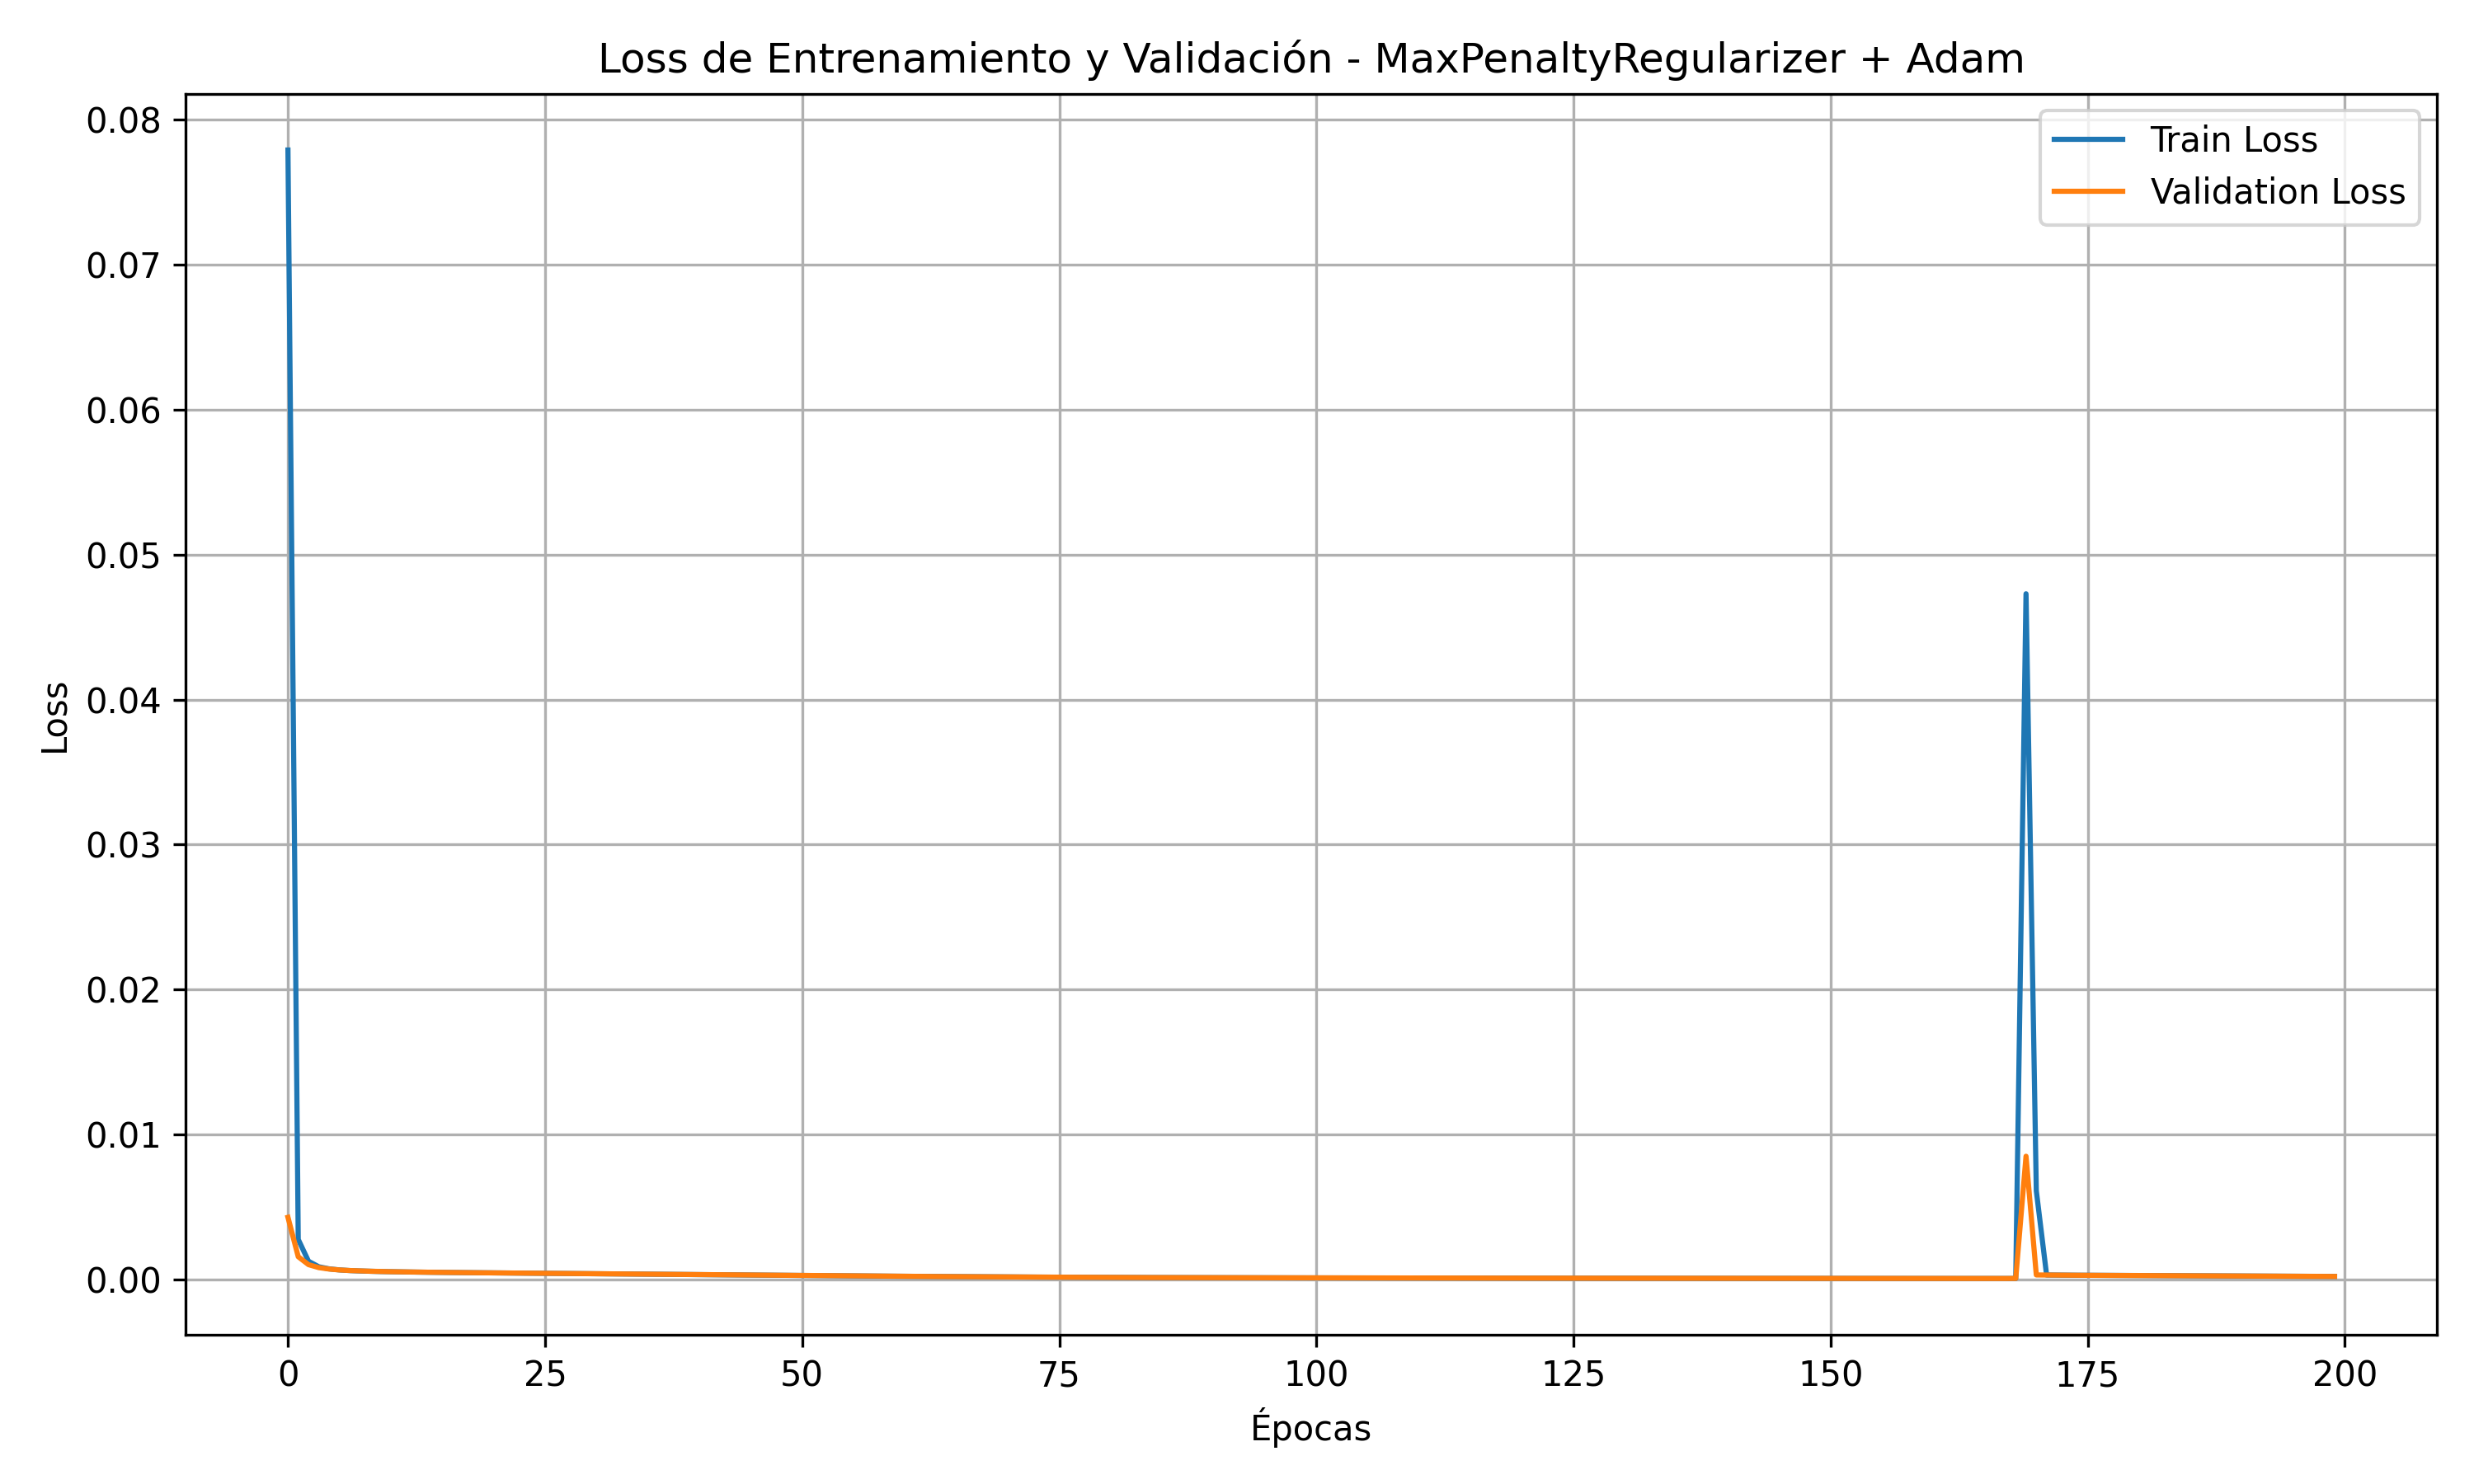 Loss de Entrenamiento y Validación - MaxPenaltyRegularizer + Adam
Train Loss
Validation Loss
0.08
0.07
0.06
0.05
0.04
0.03
0.02
0.01
0.00
Loss
0 25 50 75 100 125 150 175 200
Épocas